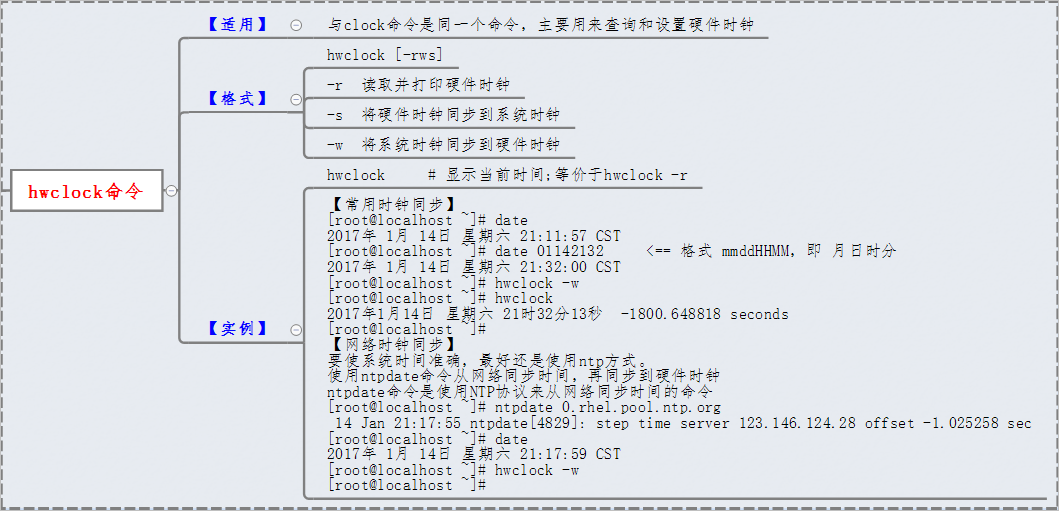 hwclock命令
【适用】
与clock命令是同一个命令，主要用来查询和设置硬件时钟
【格式】
hwclock [-rws]
-r  读取并打印硬件时钟
-s  将硬件时钟同步到系统时钟
-w  将系统时钟同步到硬件时钟
【实例】
hwclock     # 显示当前时间;等价于hwclock -r
【常用时钟同步】
[root@localhost ~]# date
2017年 1月 14日 星期六 21:11:57 CST
[root@localhost ~]# date 01142132     <== 格式 mmddHHMM, 即 月日时分
2017年 1月 14日 星期六 21:32:00 CST
[root@localhost ~]# hwclock -w
[root@localhost ~]# hwclock
2017年1月14日 星期六 21时32分13秒  -1800.648818 seconds
[root@localhost ~]#
【网络时钟同步】
要使系统时间准确，最好还是使用ntp方式。
使用ntpdate命令从网络同步时间，再同步到硬件时钟
ntpdate命令是使用NTP协议来从网络同步时间的命令
[root@localhost ~]# ntpdate 0.rhel.pool.ntp.org
14 Jan 21:17:55 ntpdate[4829]: step time server 123.146.124.28 offset -1.025258 sec
[root@localhost ~]# date
2017年 1月 14日 星期六 21:17:59 CST
[root@localhost ~]# hwclock -w
[root@localhost ~]#